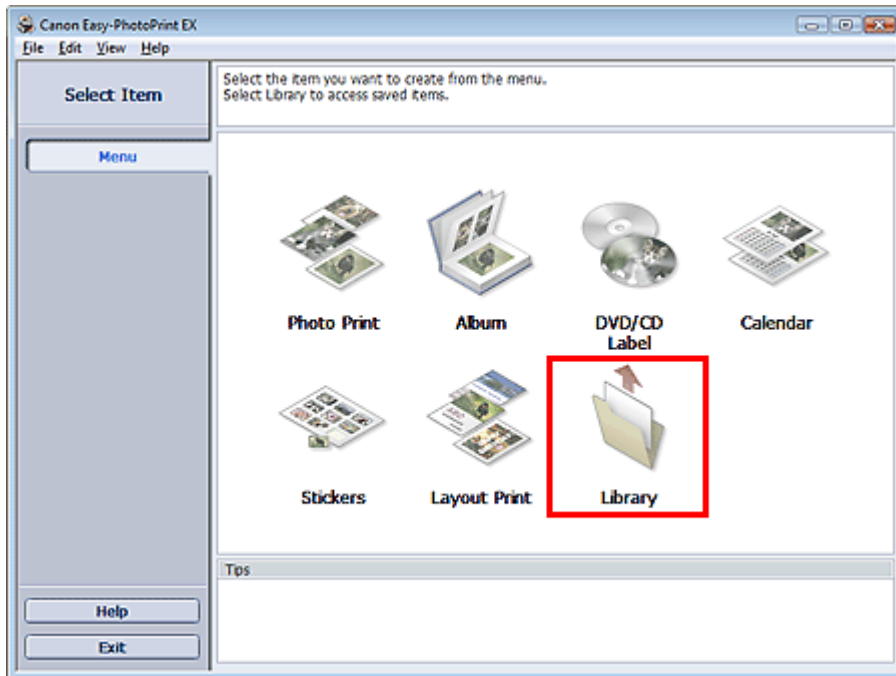 Canon Easy-PhotoPrint EX
File Edit View Help
Select Item
Select the item you want to create from the menu.
Select Library to access saved items.
Menu
Photo Print
Album
DVD/CD
Label
Calendar
Stickers
Layout Print
Library
Tips
Help
Exit